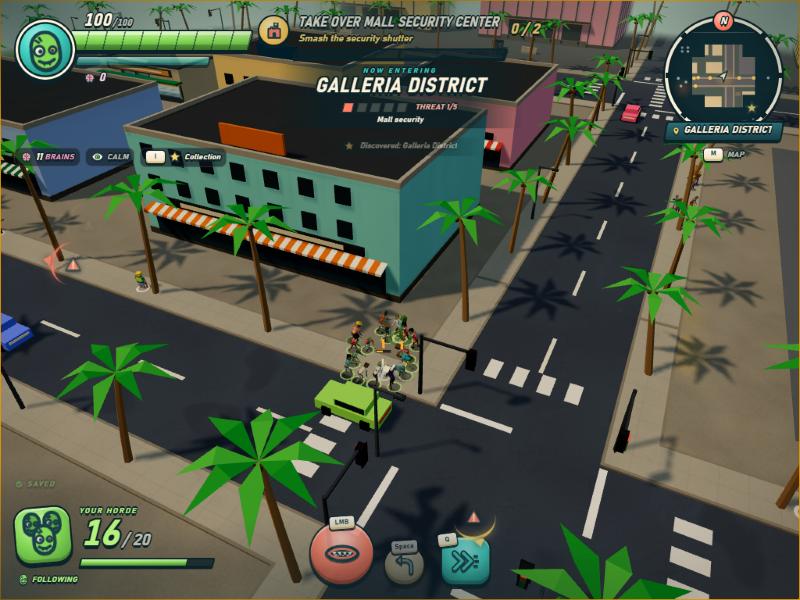 100/100
TAKE OVER MALL SECURITY CENTER 0/2
Smash the security shutter
N
0
NOW ENTERING
GALLERIA DISTRICT
THREAT 1/5
Mall security
Discovered: Galleria District
GALLERIA DISTRICT
M MAP
11 BRAINS CALM I Collection
SAVED
YOUR HORDE
16/20
FOLLOWING
LMB
Space
Q